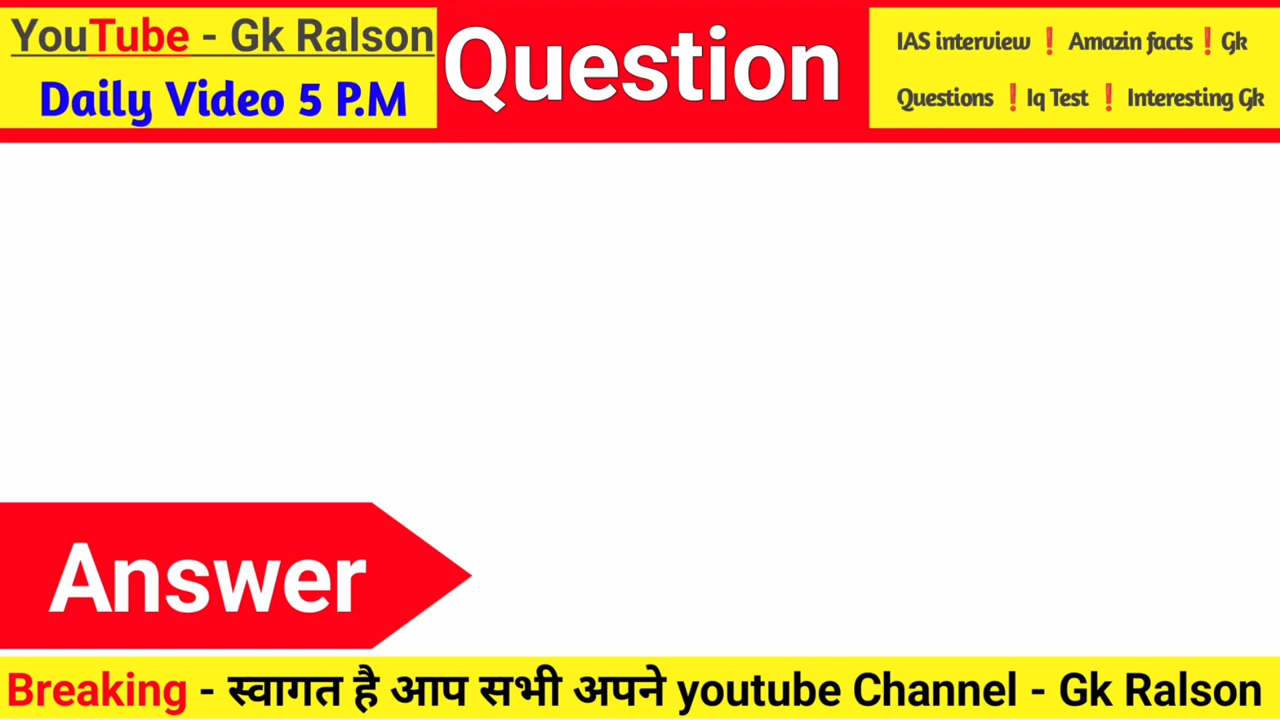 YouTube - Gk Ralson
Daily Video 5 P.M
Question
IAS interview ❗ Amazin facts❗Gk
Questions ❗Iq Test ❗ Interesting Gk
Answer
Breaking - स्वागत है आप सभी अपने youtube Channel - Gk Ralson